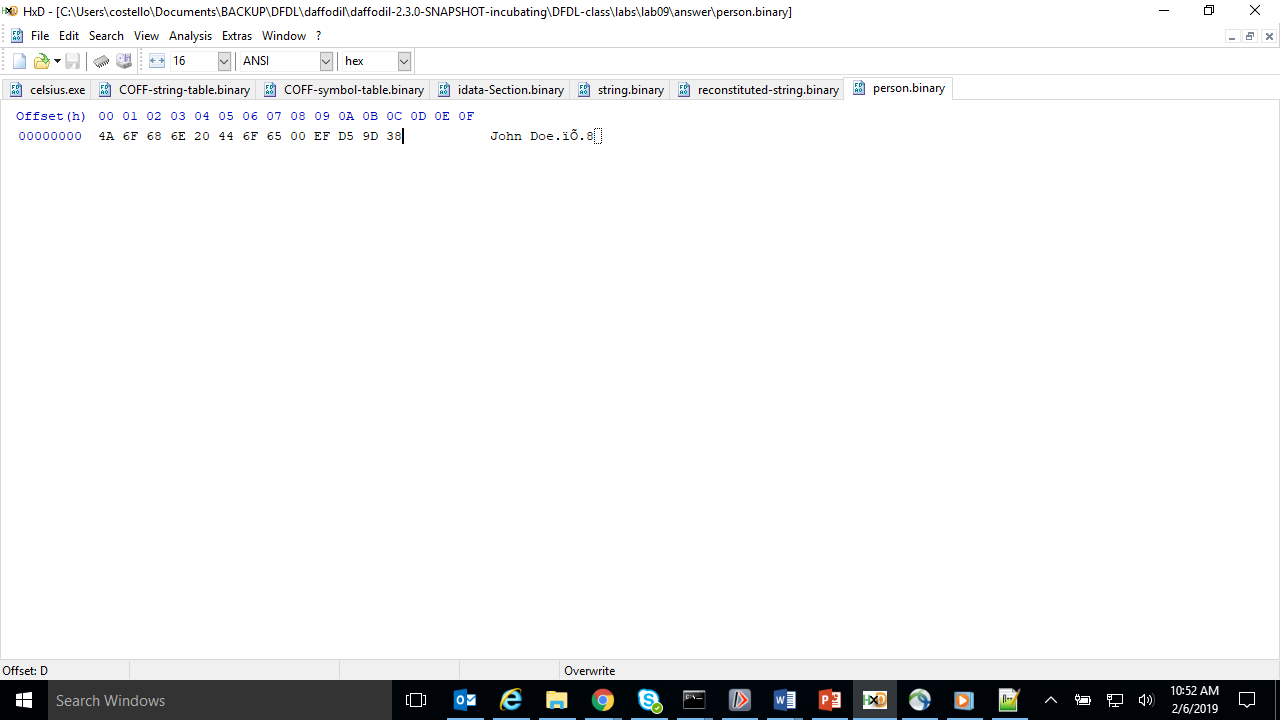 HxD - [C:\Users\costello\Documents\BACKUP\DFDL\daffodil\daffodil-2.3.0-SNAPSHOT-incubating\DFDL-class\labs\lab09\answer\person.binary]
File Edit Search View Analysis Extras Window ?
16 ANSI hex
celsius.exe COFF-string-table.binary COFF-symbol-table.binary idata-Section.binary string.binary reconstituted-string.binary person.binary
Offset(h) 00 01 02 03 04 05 06 07 08 09 0A 0B 0C 0D 0E 0F
00000000 4A 6F 68 6E 20 44 6F 65 00 EF D5 9D 38 John Doe.ïÕ.8
Offset: D Overwrite
Search Windows
10:52 AM
2/6/2019